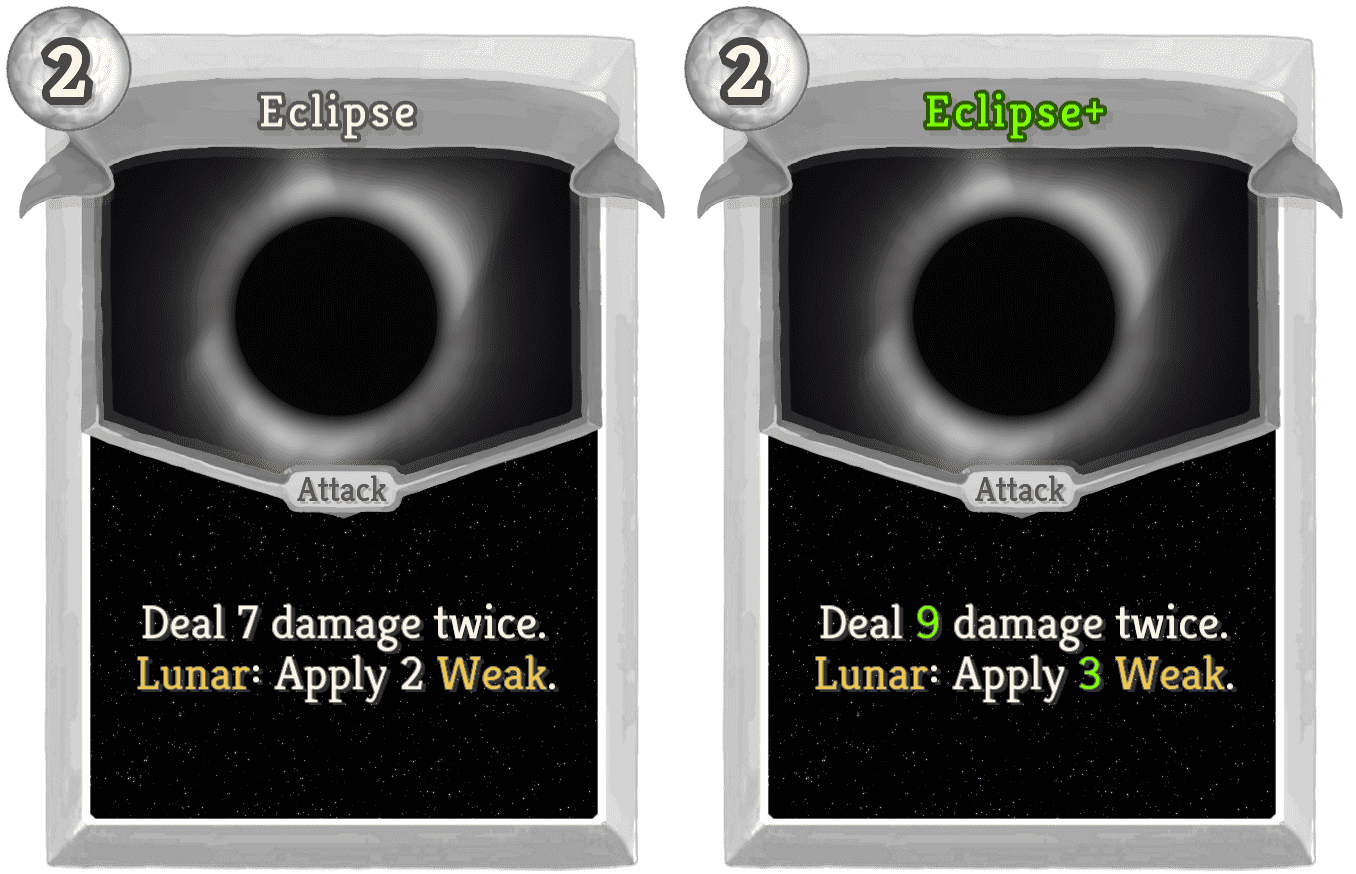 2
Eclipse
Attack
Deal 7 damage twice.
Lunar: Apply 2 Weak.
2
Eclipse+
Attack
Deal 9 damage twice.
Lunar: Apply 3 Weak.